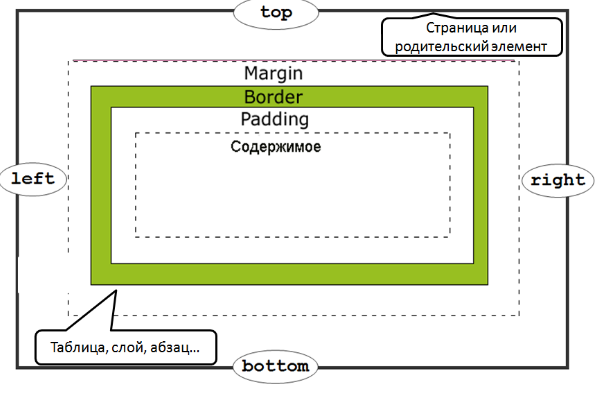 top
Страница или
родительский элемент
Margin
Border
Padding
Содержимое
left
right
Таблица, слой, абзац...
bottom